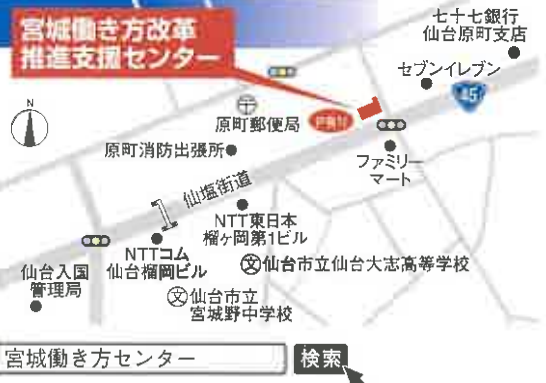 宮城働き方改革
推進支援センター
七十七銀行
仙台原町支店
セブンイレブン
45
N
原町郵便局
原町消防出張所
ファミリー
マート
仙塩街道
NTT東日本
榴ヶ岡第1ビル
NTTコム
仙台榴岡ビル
仙台入国
管理局
文仙台市立仙台大志高等学校
文仙台市立
宮城野中学校
宮城働き方センター
検索